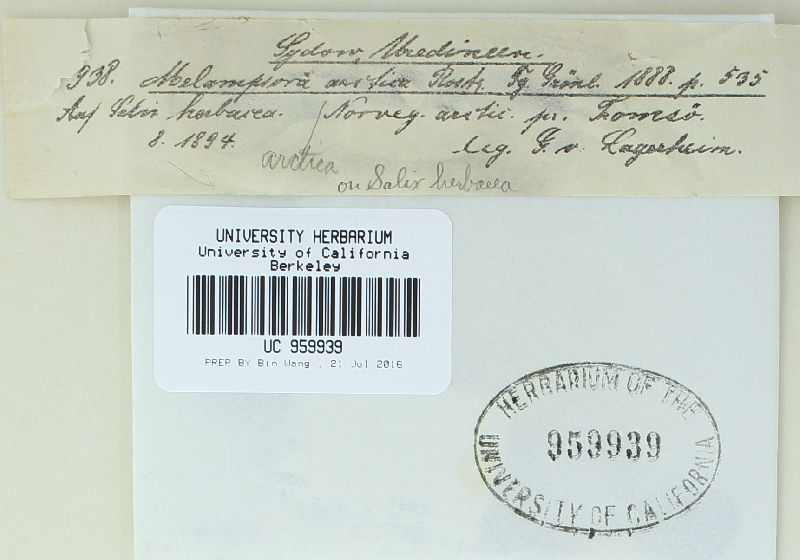 Sydow, Uredineen.
938. Melampsora arctica Rostr. Fg. Grönl. 1888. p. 535
Auf Salix herbacea. Norveg. arctic. pr. Tromsö.
8. 1894. leg. G. v. Lagerheim.
arctica
on Salix herbacea
UNIVERSITY HERBARIUM
University of California
Berkeley
UC 959939
PREP BY Bin Wang , 21 Jul 2016
HERBARIUM OF THE
959939
UNIVERSITY OF CALIFORNIA